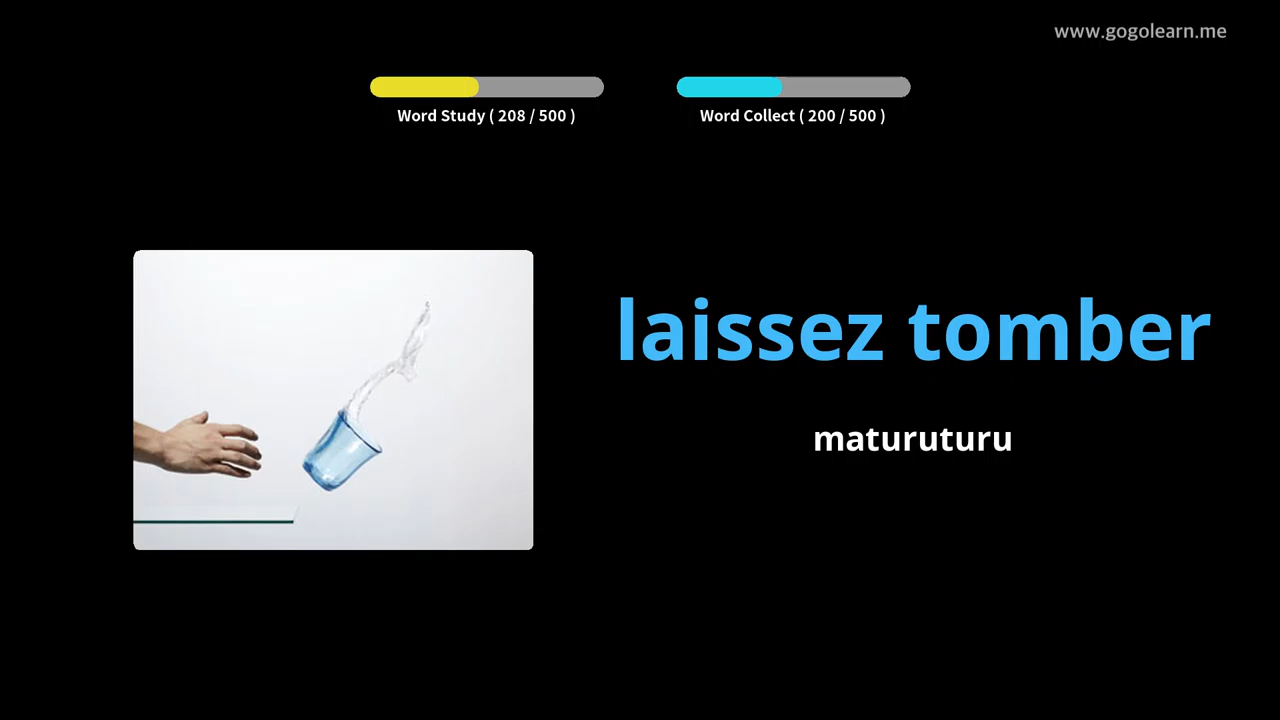 www.gogolearn.me
Word Study ( 208 / 500 )
Word Collect ( 200 / 500 )
laissez tomber
maturuturu